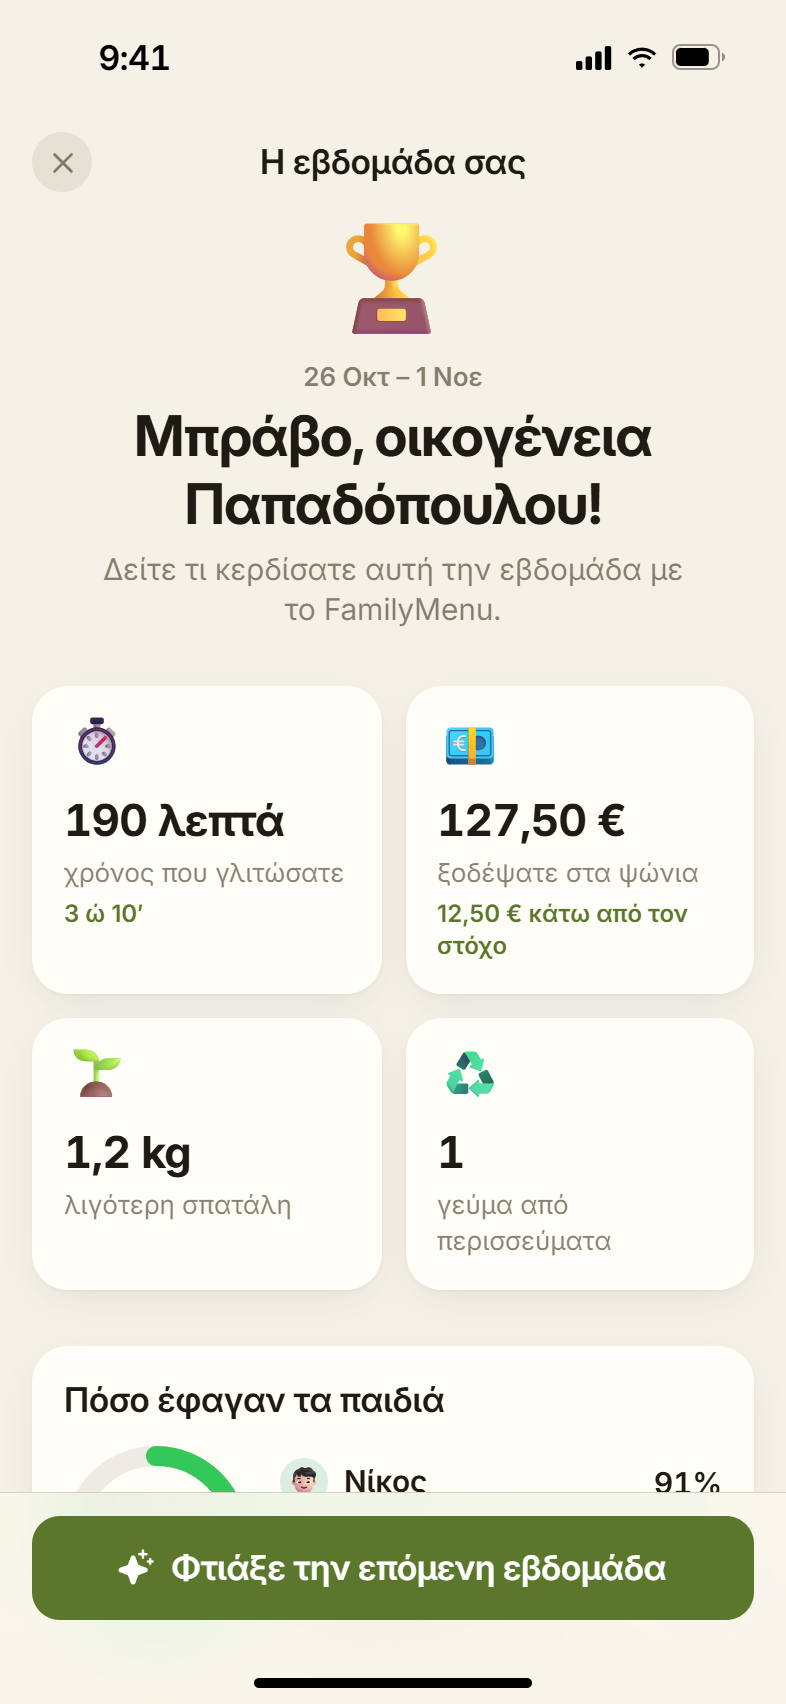 9:41
Η εβδομάδα σας
26 Οκτ – 1 Νοε
Μπράβο, οικογένεια
Παπαδόπουλου!
Δείτε τι κερδίσατε αυτή την εβδομάδα με
το FamilyMenu.
190 λεπτά
χρόνος που γλιτώσατε
3 ώ 10′
127,50 €
ξοδέψατε στα ψώνια
12,50 € κάτω από τον
στόχο
1,2 kg
λιγότερη σπατάλη
1
γεύμα από
περισσεύματα
Πόσο έφαγαν τα παιδιά
Νίκος
91%
Φτιάξε την επόμενη εβδομάδα